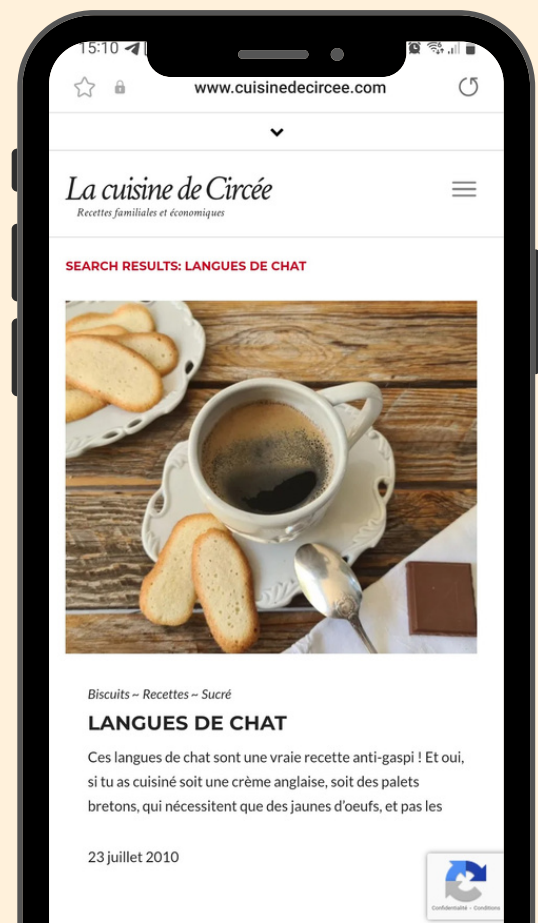 15:10
www.cuisinedecircee.com
La cuisine de Circée
Recettes familiales et économiques
SEARCH RESULTS: LANGUES DE CHAT
Biscuits ~ Recettes ~ Sucré
LANGUES DE CHAT
Ces langues de chat sont une vraie recette anti-gaspi ! Et oui,
si tu as cuisiné soit une crème anglaise, soit des palets
bretons, qui nécessitent que des jaunes d'oeufs, et pas les
23 juillet 2010
Confidentialité - Conditions